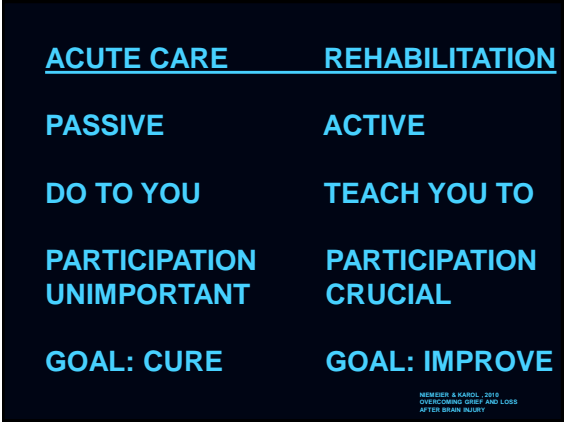 ACUTE CARE REHABILITATION
PASSIVE ACTIVE
DO TO YOU TEACH YOU TO
PARTICIPATION PARTICIPATION
UNIMPORTANT CRUCIAL
GOAL: CURE GOAL: IMPROVE
NIEMEIER & KAROL , 2010
OVERCOMING GRIEF AND LOSS
AFTER BRAIN INJURY